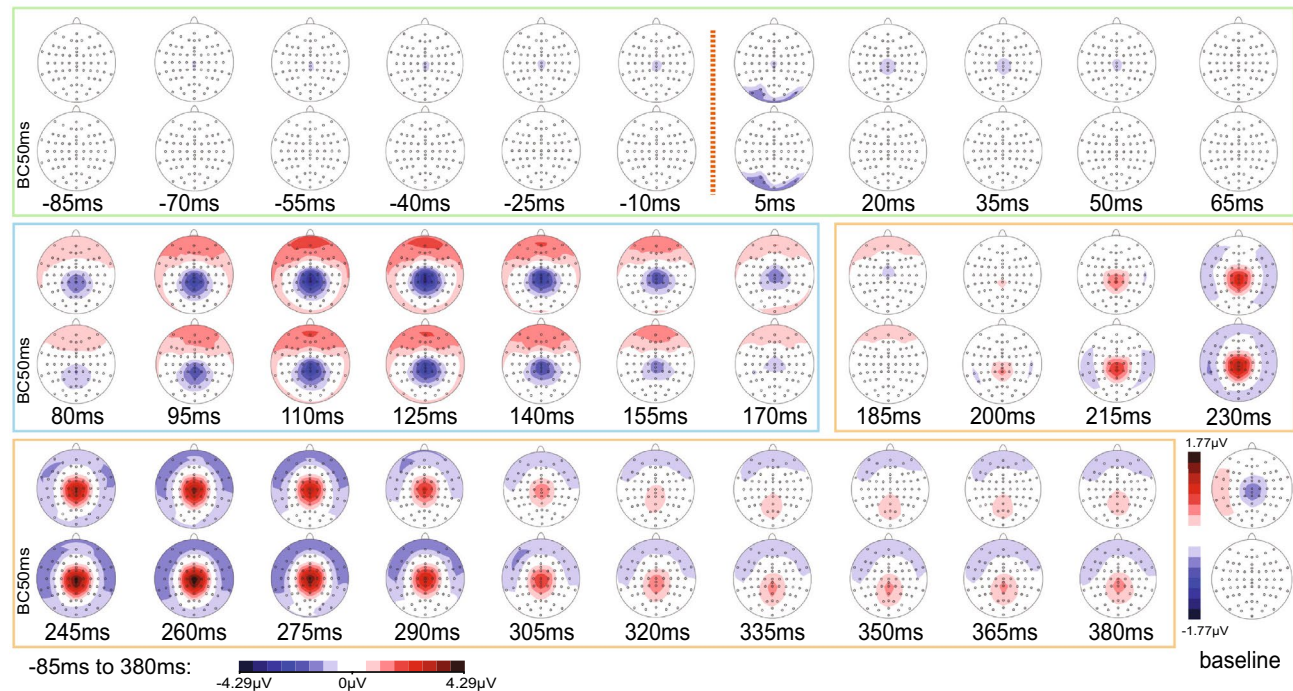 BC50ms
-85ms -70ms -55ms -40ms -25ms -10ms 5ms 20ms 35ms 50ms 65ms
BC50ms
80ms 95ms 110ms 125ms 140ms 155ms 170ms 185ms 200ms 215ms 230ms
1.77µV
BC50ms
-1.77µV
245ms 260ms 275ms 290ms 305ms 320ms 335ms 350ms 365ms 380ms
baseline
-85ms to 380ms:
-4.29µV 0µV 4.29µV